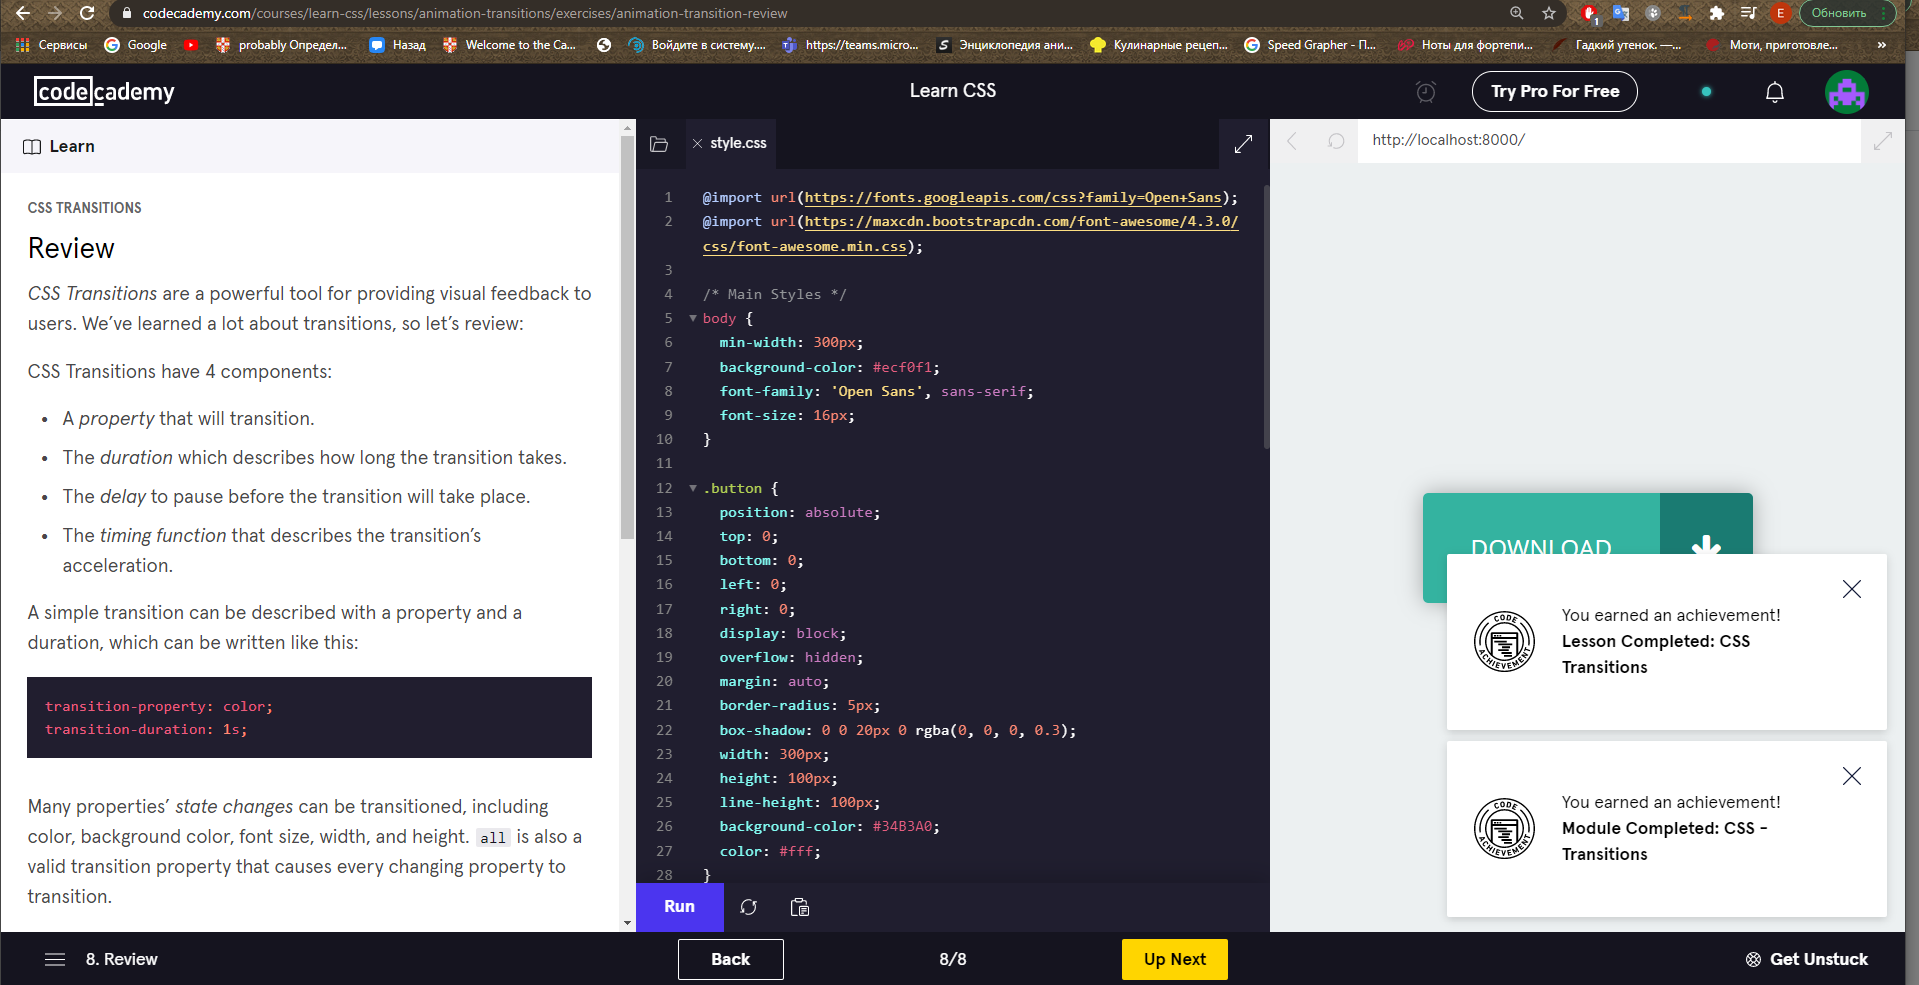 codecademy.com/courses/learn-css/lessons/animation-transitions/exercises/animation-transition-review
1
E
Обновить
Сервисы
Google
probably Определ...
Назад
Welcome to the Ca...
Войдите в систему....
https://teams.micro...
Энциклопедия ани...
Кулинарные рецеп...
Speed Grapher - П...
Ноты для фортепи...
Гадкий утенок. —...
Моти, приготовле...
»
codecademy
Learn CSS
Try Pro For Free
Learn
CSS TRANSITIONS
Review
CSS Transitions are a powerful tool for providing visual feedback to
users. We’ve learned a lot about transitions, so let’s review:
CSS Transitions have 4 components:
• A property that will transition.
• The duration which describes how long the transition takes.
• The delay to pause before the transition will take place.
• The timing function that describes the transition’s
acceleration.
A simple transition can be described with a property and a
duration, which can be written like this:
transition-property: color;
transition-duration: 1s;
Many properties’ state changes can be transitioned, including
color, background color, font size, width, and height. all is also a
valid transition property that causes every changing property to
transition.
style.css
1 @import url(https://fonts.googleapis.com/css?family=Open+Sans);
2 @import url(https://maxcdn.bootstrapcdn.com/font-awesome/4.3.0/
css/font-awesome.min.css);
3
4 /* Main Styles */
5 body {
6 min-width: 300px;
7 background-color: #ecf0f1;
8 font-family: 'Open Sans', sans-serif;
9 font-size: 16px;
10 }
11
12 .button {
13 position: absolute;
14 top: 0;
15 bottom: 0;
16 left: 0;
17 right: 0;
18 display: block;
19 overflow: hidden;
20 margin: auto;
21 border-radius: 5px;
22 box-shadow: 0 0 20px 0 rgba(0, 0, 0, 0.3);
23 width: 300px;
24 height: 100px;
25 line-height: 100px;
26 background-color: #34B3A0;
27 color: #fff;
28 }
Run
http://localhost:8000/
DOWNLOAD
CODE ACHIEVEMENT
You earned an achievement!
Lesson Completed: CSS
Transitions
CODE ACHIEVEMENT
You earned an achievement!
Module Completed: CSS -
Transitions
8. Review
Back
8/8
Up Next
Get Unstuck